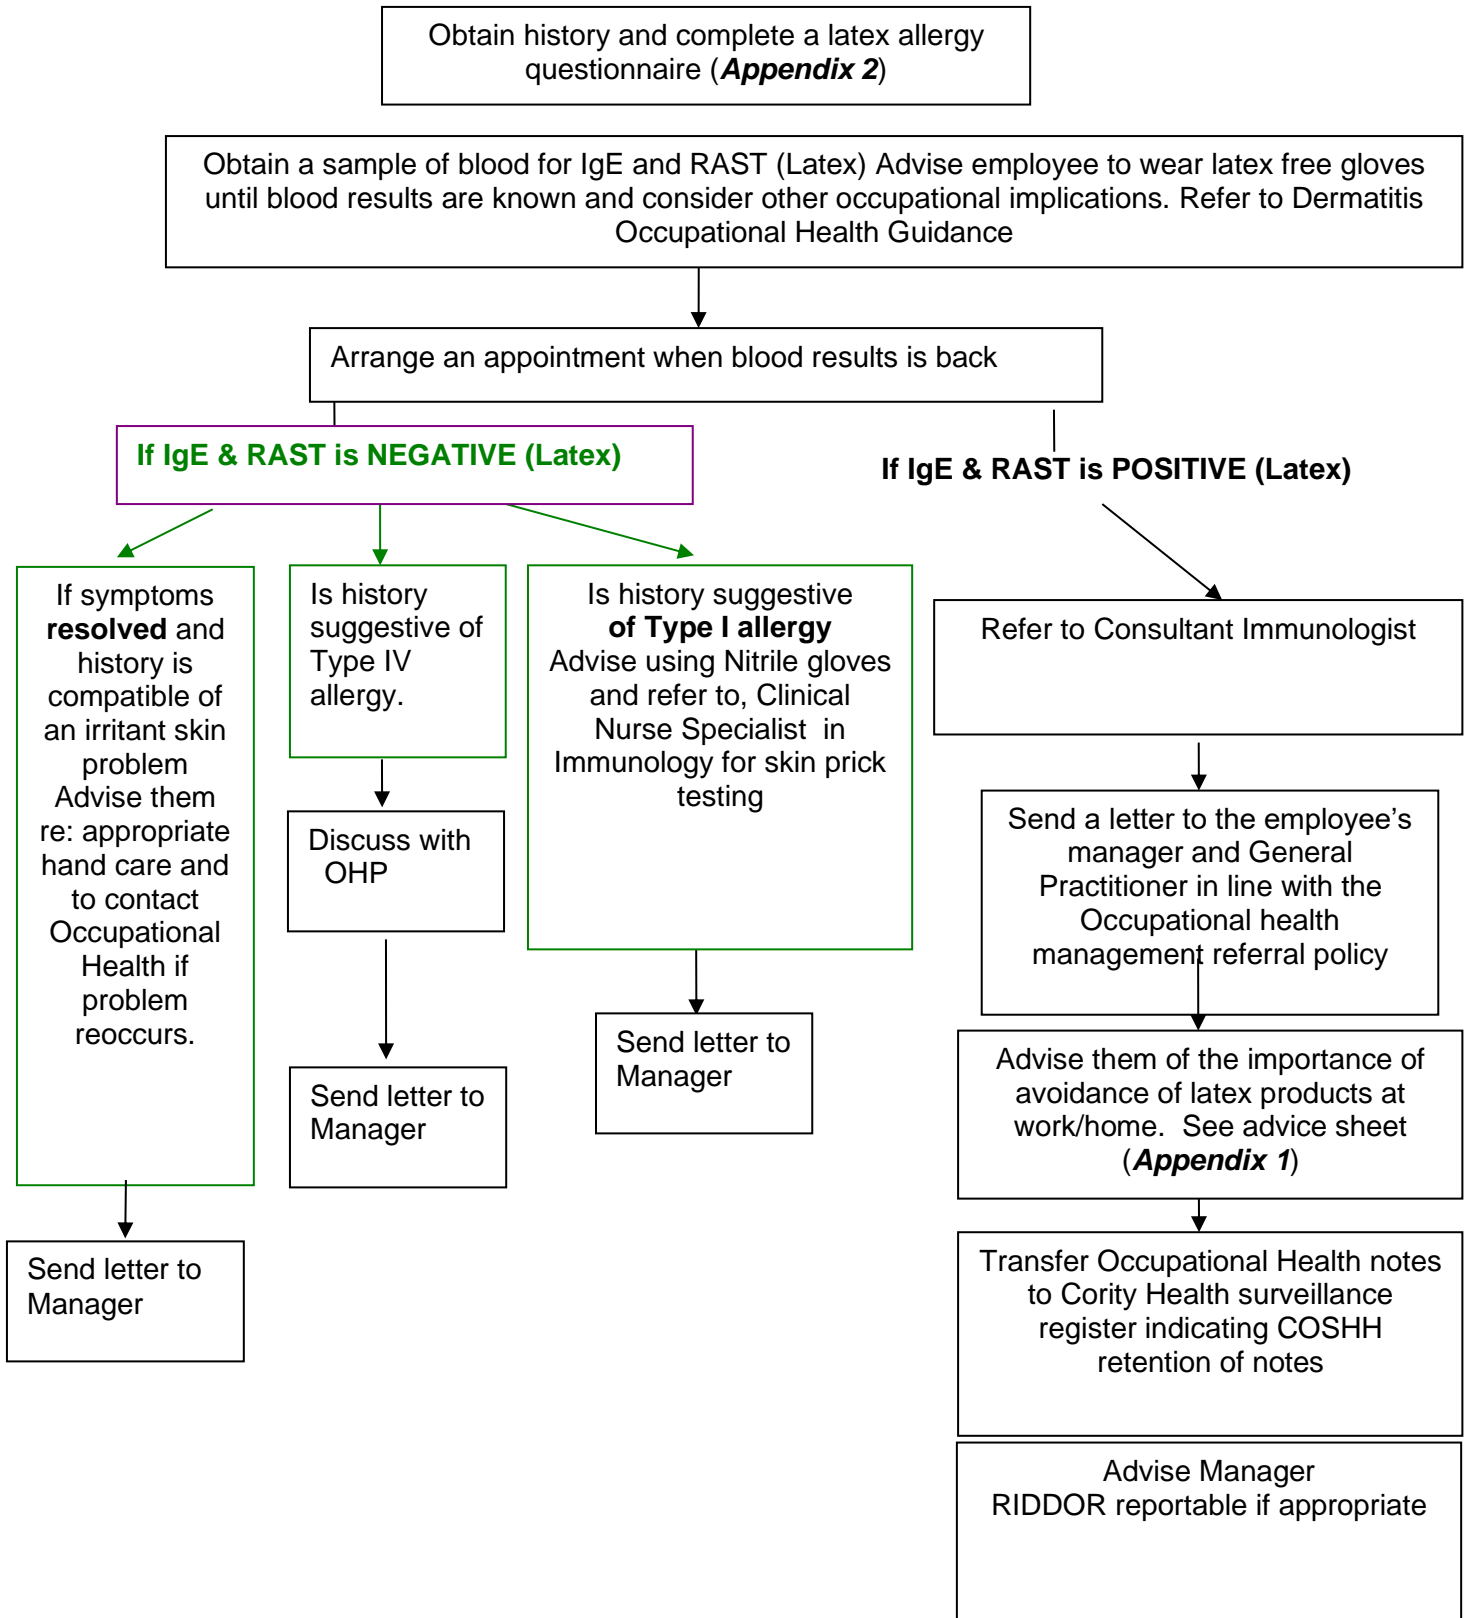 Obtain history and complete a latex allergy
questionnaire (Appendix 2)
Obtain a sample of blood for IgE and RAST (Latex) Advise employee to wear latex free gloves
until blood results are known and consider other occupational implications. Refer to Dermatitis
Occupational Health Guidance
Arrange an appointment when blood results is back
If IgE & RAST is NEGATIVE (Latex)
If IgE & RAST is POSITIVE (Latex)
If symptoms
resolved and
history is
compatible of
an irritant skin
problem
Advise them
re: appropriate
hand care and
to contact
Occupational
Health if
problem
reoccurs.
Send letter to
Manager
Is history
suggestive of
Type IV
allergy.
Discuss with
OHP
Send letter to
Manager
Is history suggestive
of Type I allergy
Advise using Nitrile gloves
and refer to, Clinical
Nurse Specialist in
Immunology for skin prick
testing
Send letter to
Manager
Refer to Consultant Immunologist
Send a letter to the employee’s
manager and General
Practitioner in line with the
Occupational health
management referral policy
Advise them of the importance of
avoidance of latex products at
work/home. See advice sheet
(Appendix 1)
Transfer Occupational Health notes
to Cority Health surveillance
register indicating COSHH
retention of notes
Advise Manager
RIDDOR reportable if appropriate